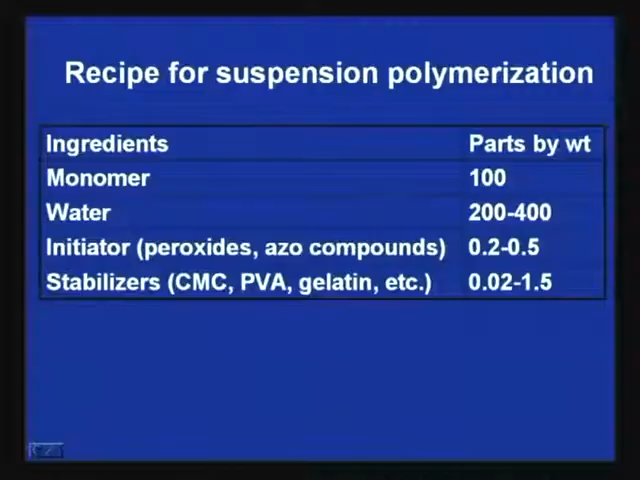 Recipe for suspension polymerization
Ingredients Parts by wt
Monomer 100
Water 200-400
Initiator (peroxides, azo compounds) 0.2-0.5
Stabilizers (CMC, PVA, gelatin, etc.) 0.02-1.5